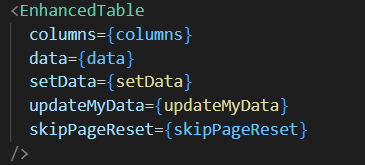 <EnhancedTable
columns={columns}
data={data}
setData={setData}
updateMyData={updateMyData}
skipPageReset={skipPageReset}
/>